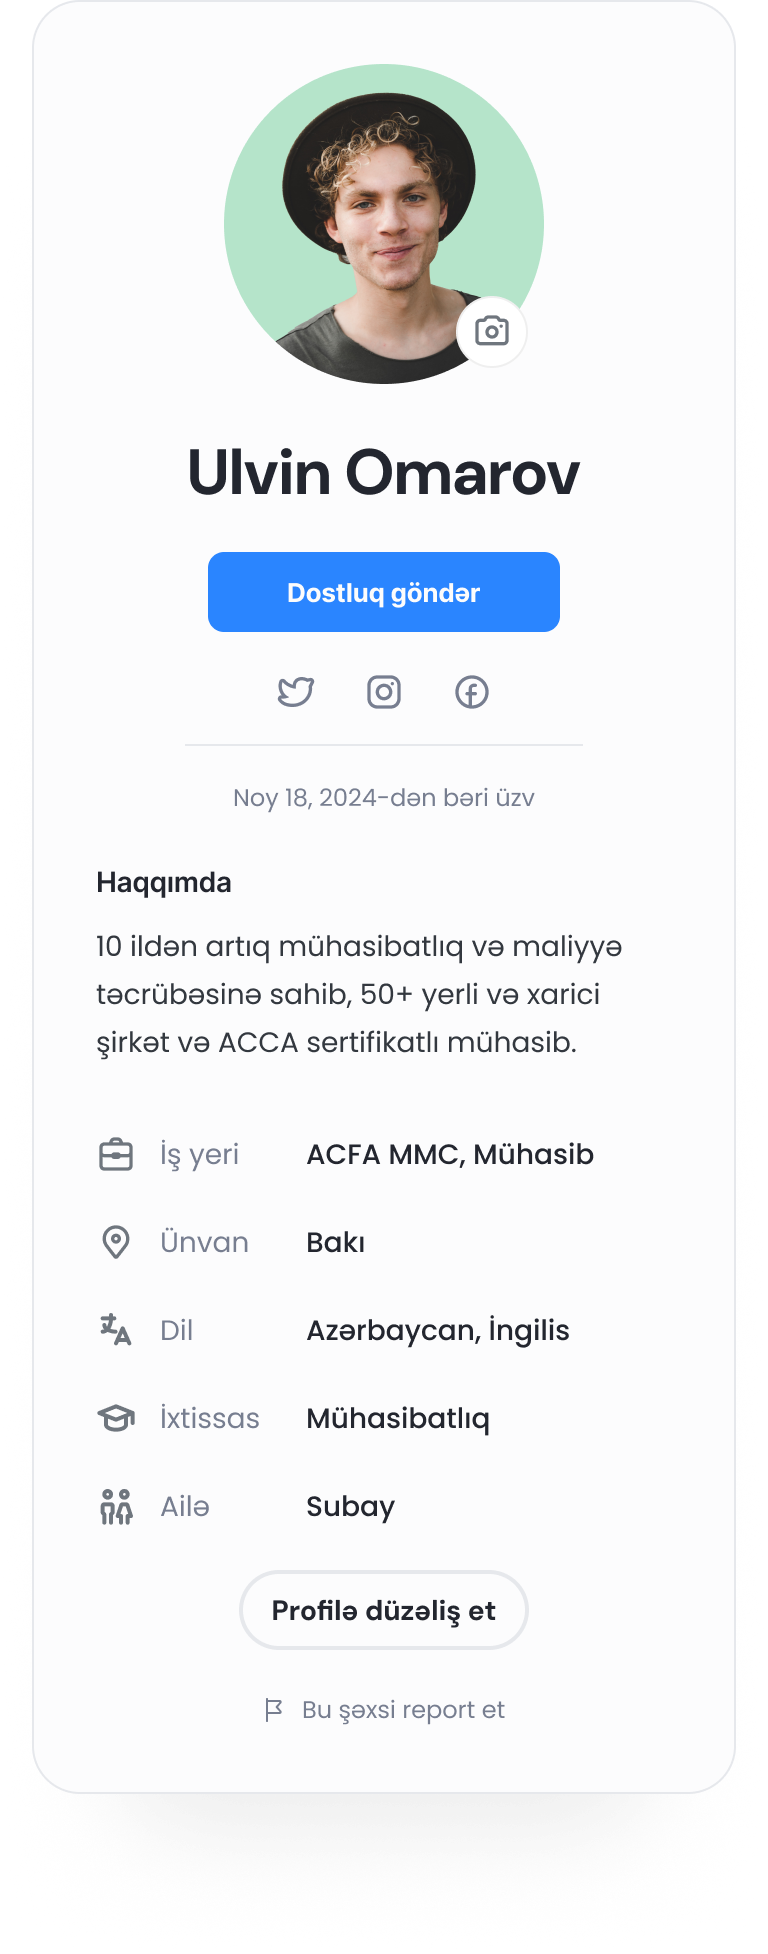 Ulvin Omarov
Dostluq göndər
Noy 18, 2024-dən bəri üzv
Haqqımda
10 ildən artıq mühasibatlıq və maliyyə
təcrübəsinə sahib, 50+ yerli və xarici
şirkət və ACCA sertifikatlı mühasib.
İş yeri ACFA MMC, Mühasib
Ünvan Bakı
Dil Azərbaycan, İngilis
İxtissas Mühasibatlıq
Ailə Subay
Profilə düzəliş et
Bu şəxsi report et